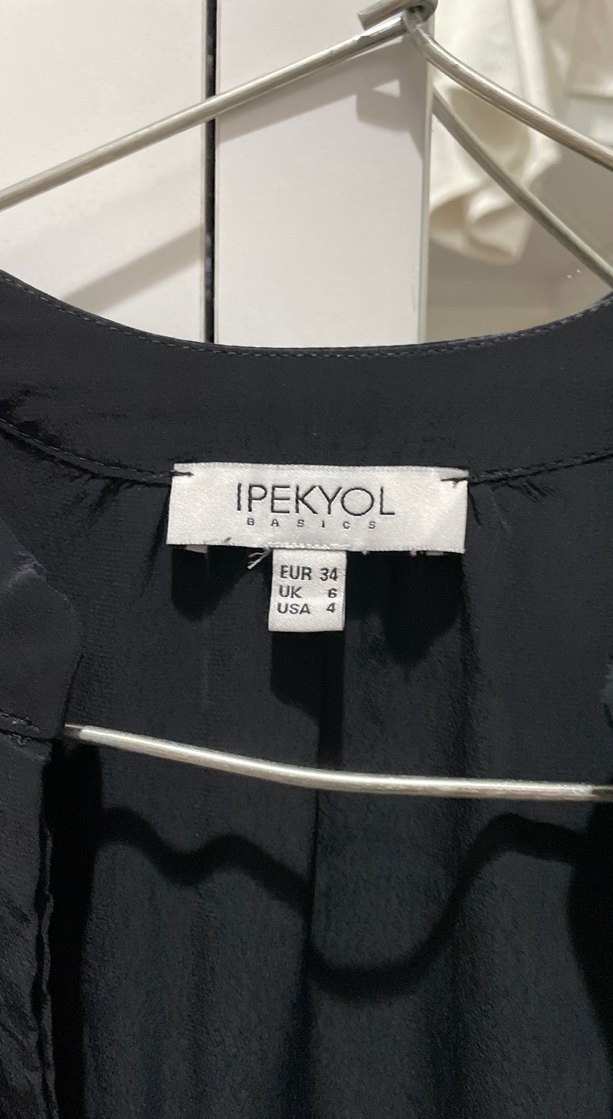 IPEKYOL
BASICS
EUR 34
UK 6
USA 4